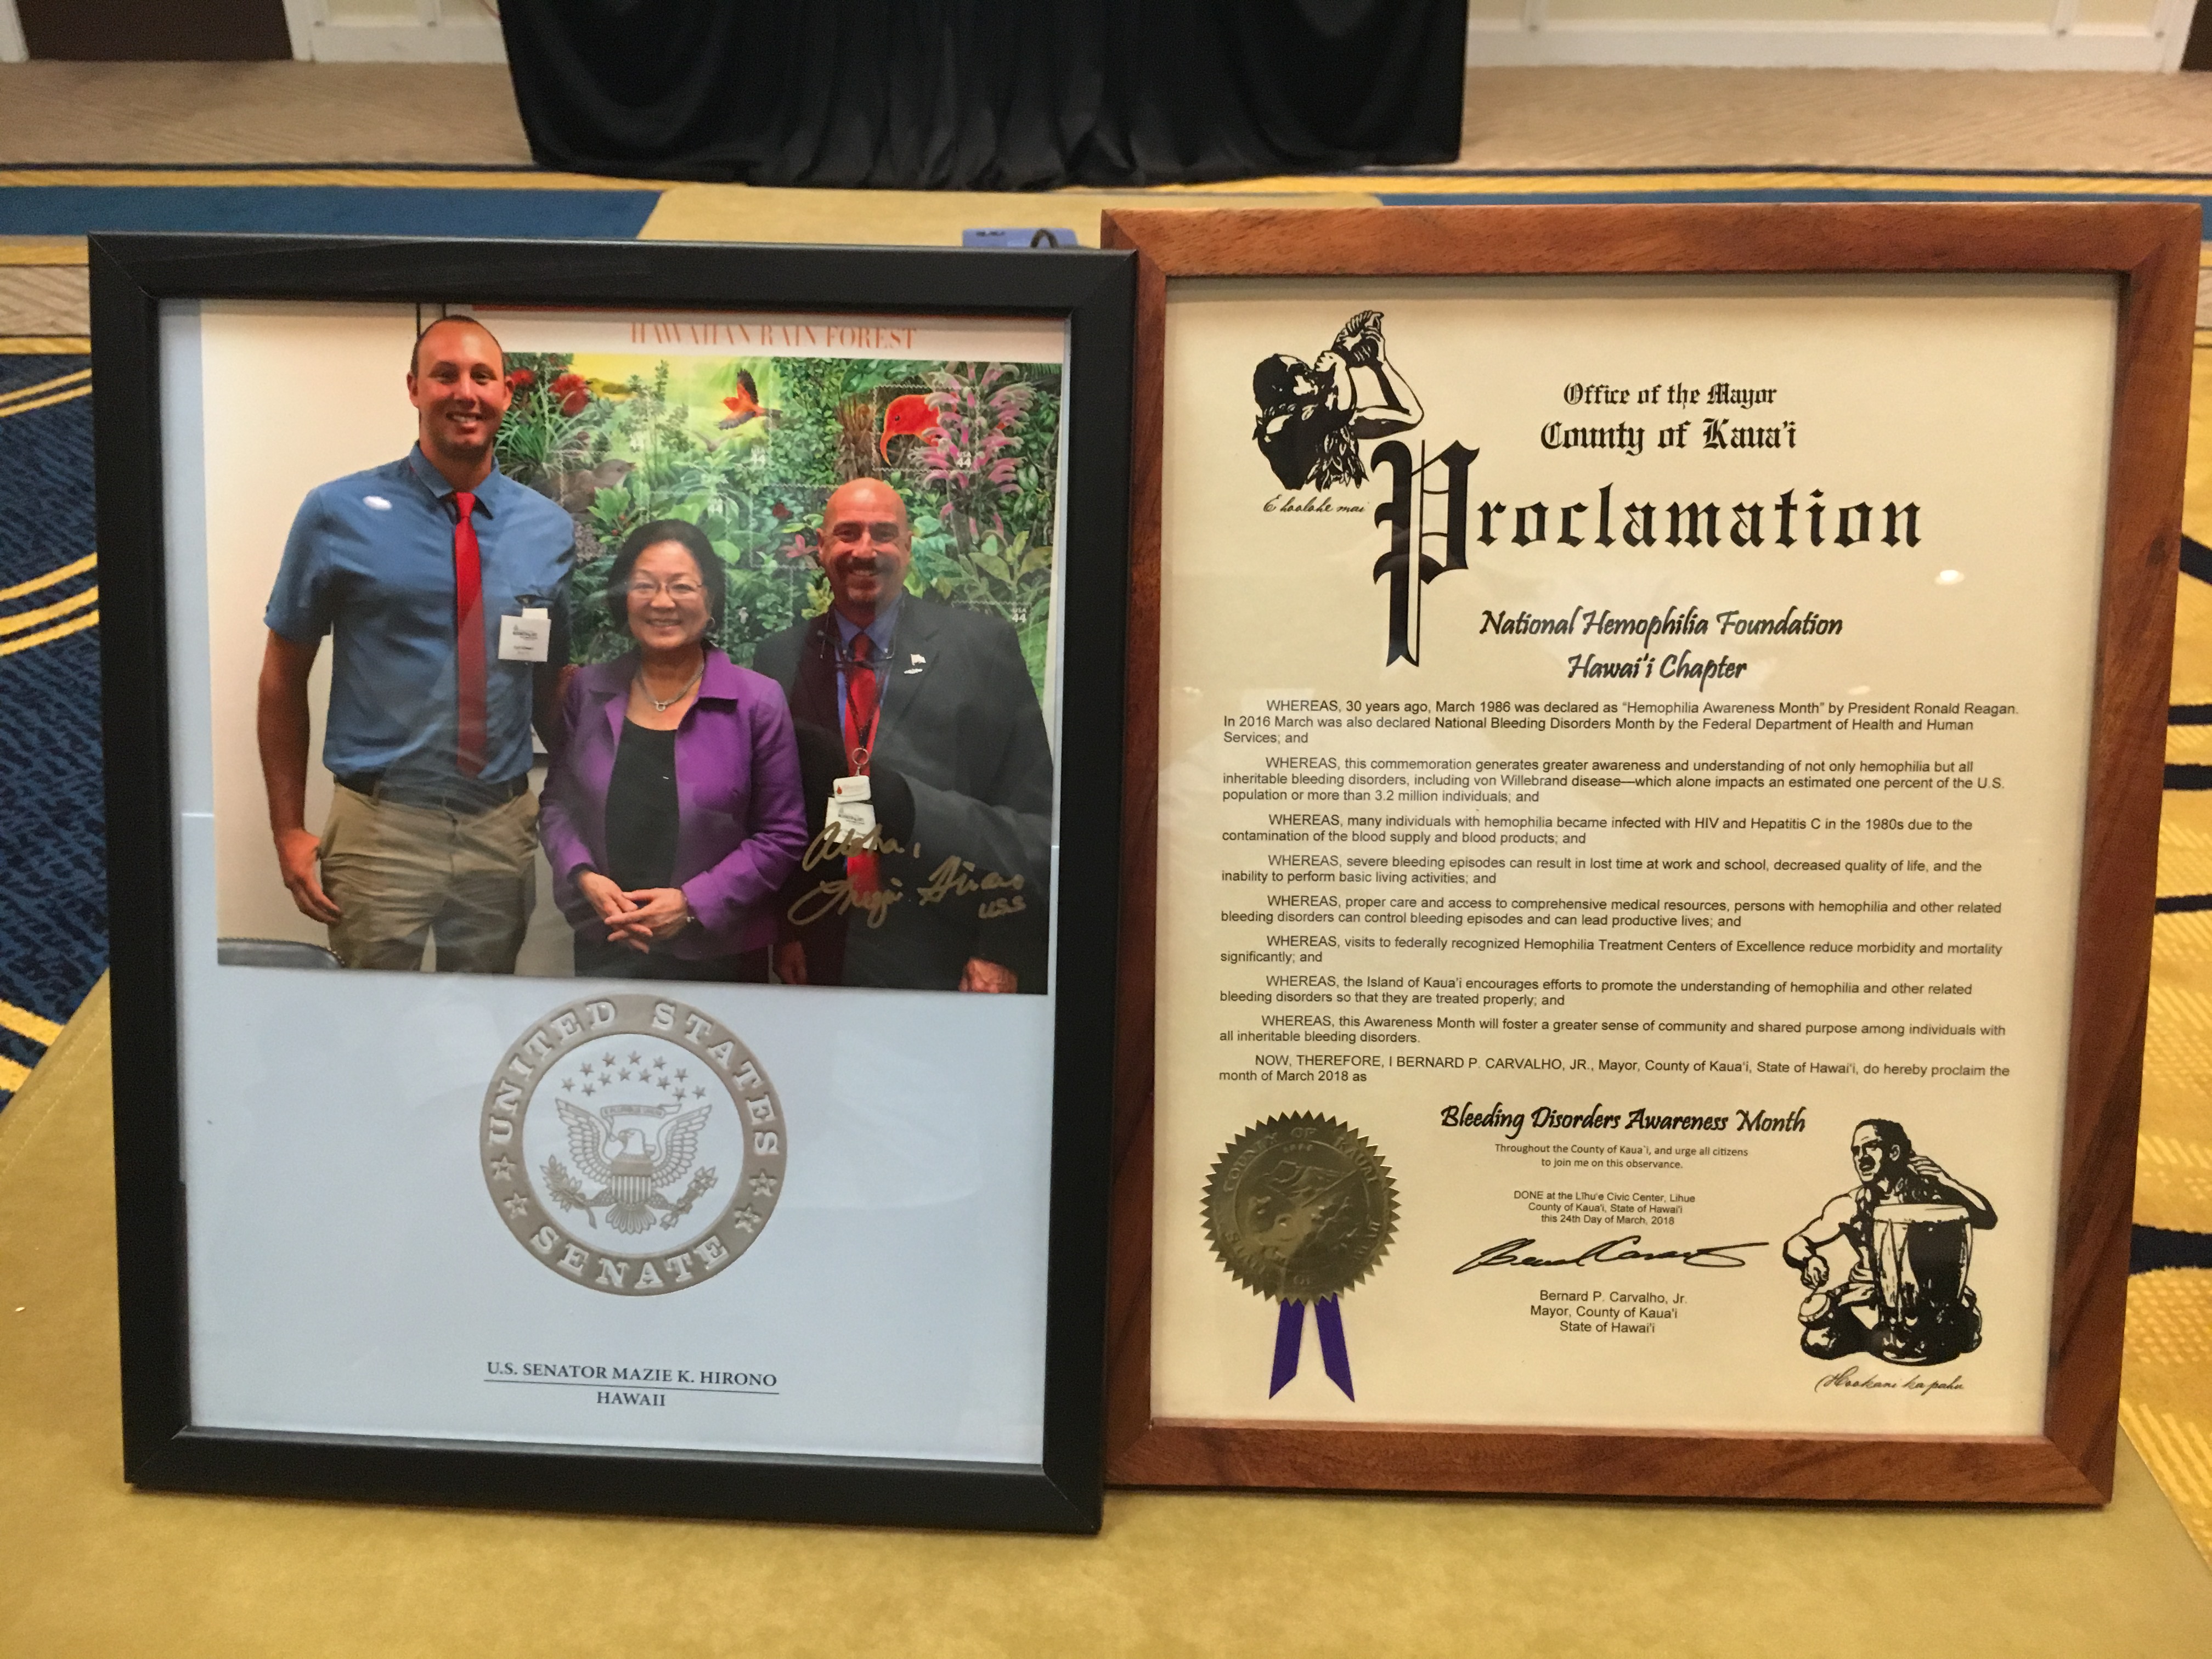 HAWAIIAN RAIN FOREST
44
44
44
Aloha,
Mazie Hirono
USS
UNITED STATES
SENATE
U.S. SENATOR MAZIE K. HIRONO
HAWAII
Office of the Mayor
County of Kaua'i
Proclamation
E hoolohe mai
National Hemophilia Foundation
Hawai'i Chapter
WHEREAS, 30 years ago, March 1986 was declared as “Hemophilia Awareness Month” by President Ronald Reagan.
In 2016 March was also declared National Bleeding Disorders Month by the Federal Department of Health and Human
Services; and
WHEREAS, this commemoration generates greater awareness and understanding of not only hemophilia but all
inheritable bleeding disorders, including von Willebrand disease—which alone impacts an estimated one percent of the U.S.
population or more than 3.2 million individuals; and
WHEREAS, many individuals with hemophilia became infected with HIV and Hepatitis C in the 1980s due to the
contamination of the blood supply and blood products; and
WHEREAS, severe bleeding episodes can result in lost time at work and school, decreased quality of life, and the
inability to perform basic living activities; and
WHEREAS, proper care and access to comprehensive medical resources, persons with hemophilia and other related
bleeding disorders can control bleeding episodes and can lead productive lives; and
WHEREAS, visits to federally recognized Hemophilia Treatment Centers of Excellence reduce morbidity and mortality
significantly; and
WHEREAS, the Island of Kaua'i encourages efforts to promote the understanding of hemophilia and other related
bleeding disorders so that they are treated properly; and
WHEREAS, this Awareness Month will foster a greater sense of community and shared purpose among individuals with
all inheritable bleeding disorders.
NOW, THEREFORE, I BERNARD P. CARVALHO, JR., Mayor, County of Kaua'i, State of Hawai'i, do hereby proclaim the
month of March 2018 as
Bleeding Disorders Awareness Month
Throughout the County of Kaua`i, and urge all citizens
to join me on this observance.
DONE at the Līhu'e Civic Center, Lihue
County of Kaua'i, State of Hawai'i
this 24th Day of March, 2018
COUNTY OF KAUAI
Bernard P. Carvalho, Jr.
Mayor, County of Kaua'i
State of Hawai'i
Hookani ka pahu